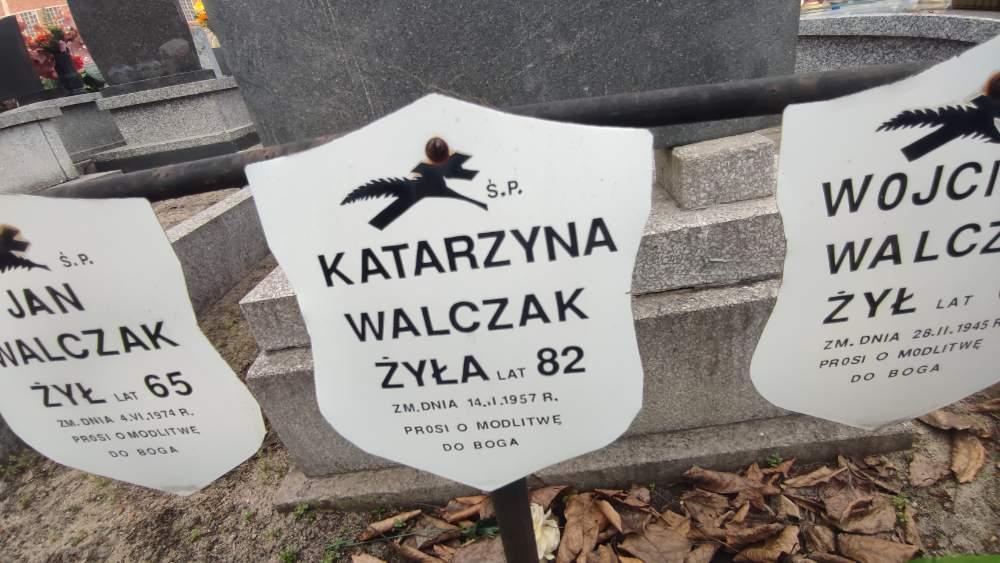 Ś.P.
JAN
WALCZAK
ŻYŁ LAT 65
ZM. DNIA 4.VI.1974 R.
PROSI O MODLITWĘ
DO BOGA
Ś.P.
KATARZYNA
WALCZAK
ŻYŁA LAT 82
ZM. DNIA 14.I.1957 R.
PROSI O MODLITWĘ
DO BOGA
WALCZ
ŻYŁ LAT
ZM. DNIA 28.II.1945 R.
PROSI O MODLITWĘ
DO BOGA